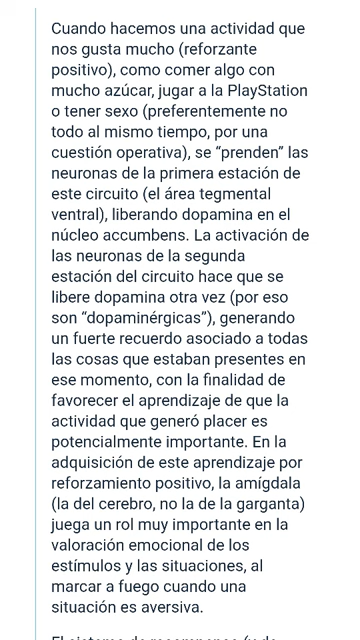 Cuando hacemos una actividad que
nos gusta mucho (reforzante
positivo), como comer algo con
mucho azúcar, jugar a la PlayStation
o tener sexo (preferentemente no
todo al mismo tiempo, por una
cuestión operativa), se “prenden” las
neuronas de la primera estación de
este circuito (el área tegmental
ventral), liberando dopamina en el
núcleo accumbens. La activación de
las neuronas de la segunda
estación del circuito hace que se
libere dopamina otra vez (por eso
son “dopaminérgicas”), generando
un fuerte recuerdo asociado a todas
las cosas que estaban presentes en
ese momento, con la finalidad de
favorecer el aprendizaje de que la
actividad que generó placer es
potencialmente importante. En la
adquisición de este aprendizaje por
reforzamiento positivo, la amígdala
(la del cerebro, no la de la garganta)
juega un rol muy importante en la
valoración emocional de los
estímulos y las situaciones, al
marcar a fuego cuando una
situación es aversiva.